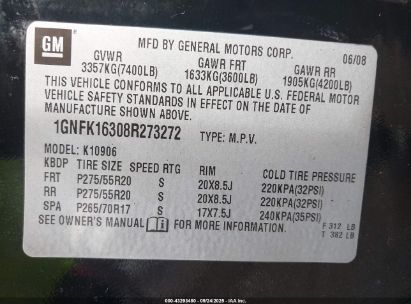 GM
MFD BY GENERAL MOTORS CORP. 06/08
GVWR GAWR FRT GAWR RR
3357KG(7400LB) 1633KG(3600LB) 1905KG(4200LB)
THIS VEHICLE CONFORMS TO ALL APPLICABLE U.S. FEDERAL MOTOR
VEHICLE SAFETY STANDARDS IN EFFECT ON THE DATE OF
MANUFACTURE SHOWN ABOVE.
1GNFK16308R273272 TYPE: M.P.V.
MODEL: K10906
KBDP TIRE SIZE SPEED RTG RIM COLD TIRE PRESSURE
FRT P275/55R20 S 20X8.5J 220KPA(32PSI)
RR P275/55R20 S 20X8.5J 220KPA(32PSI)
SPA P265/70R17 S 17X7.5J 240KPA(35PSI)
SEE OWNER'S MANUAL FOR MORE INFORMATION.
F 312 LB
T 382 LB